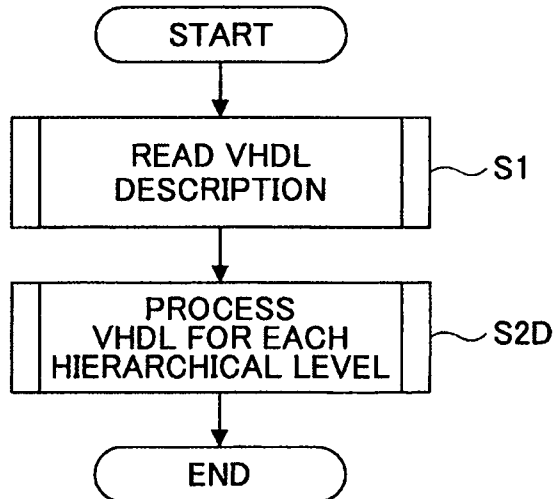 START
READ VHDL
DESCRIPTION
S1
PROCESS
VHDL FOR EACH
HIERARCHICAL LEVEL
S2D
END